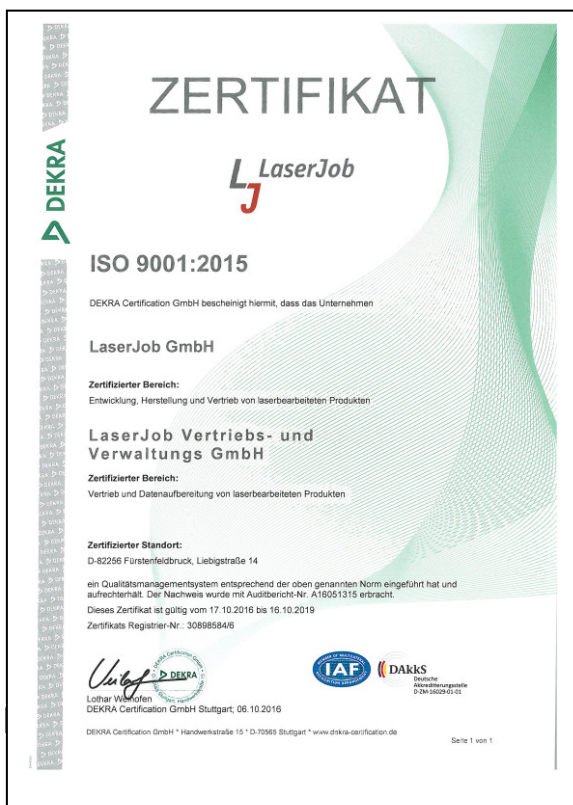 DEKRA
ZERTIFIKAT
LJ LaserJob
ISO 9001:2015
DEKRA Certification GmbH bescheinigt hiermit, dass das Unternehmen
LaserJob GmbH
Zertifizierter Bereich:
Entwicklung, Herstellung und Vertrieb von laserbearbeiteten Produkten
LaserJob Vertriebs- und
Verwaltungs GmbH
Zertifizierter Bereich:
Vertrieb und Datenaufbereitung von laserbearbeiteten Produkten
Zertifizierter Standort:
D-82256 Fürstenfeldbruck, Liebigstraße 14
ein Qualitätsmanagementsystem entsprechend der oben genannten Norm eingeführt hat und
aufrechterhält. Der Nachweis wurde mit Auditbericht-Nr. A16051315 erbracht.
Dieses Zertifikat ist gültig vom 17.10.2016 bis 16.10.2019
Zertifikats Registrier-Nr.: 30898584/6
DEKRA
IAF
DAkkS
Deutsche
Akkreditierungsstelle
D-ZM-16029-01-01
Lothar Weihofen
DEKRA Certification GmbH Stuttgart; 06.10.2016
DEKRA Certification GmbH * Handwerkstraße 15 * D-70565 Stuttgart * www.dekra-certification.de
Seite 1 von 1